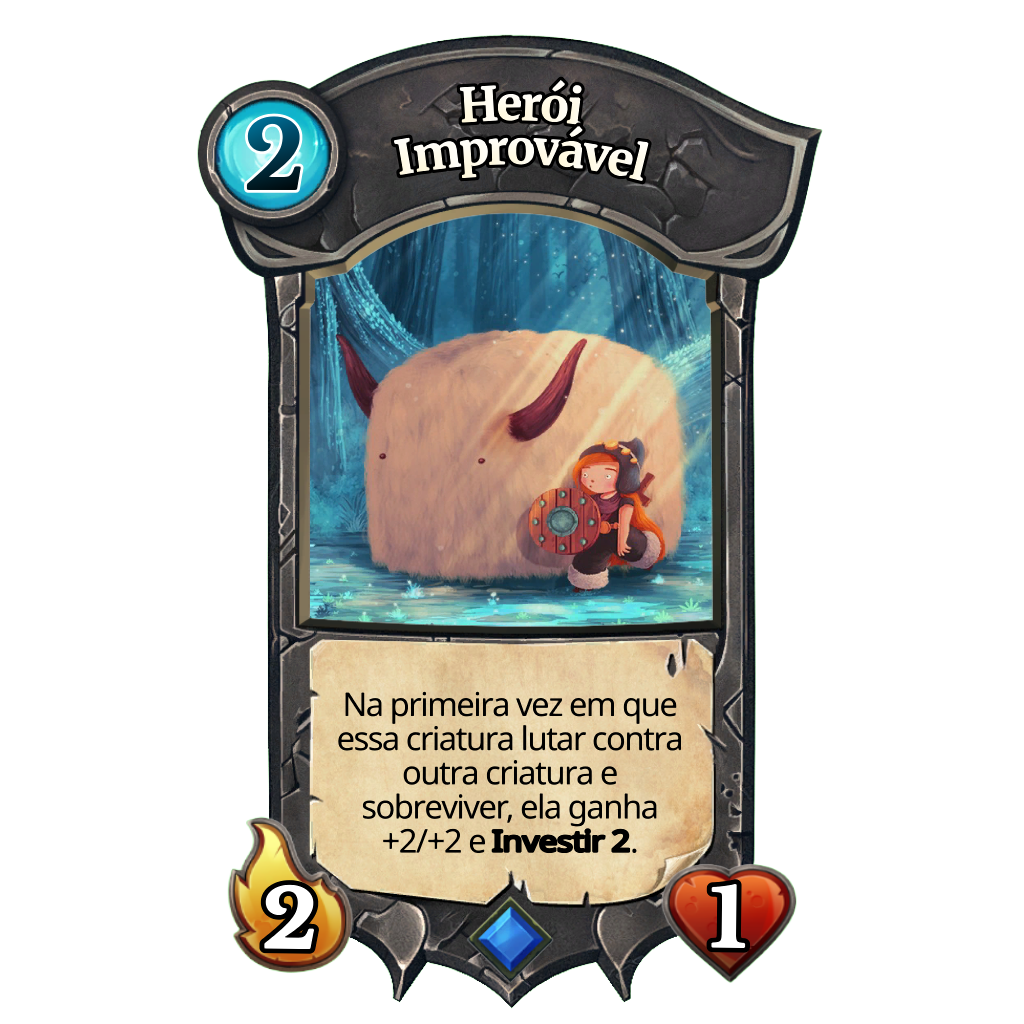 2
Herói
Improvável
Na primeira vez em que
essa criatura lutar contra
outra criatura e
sobreviver, ela ganha
+2/+2 e Investir 2.
2
1